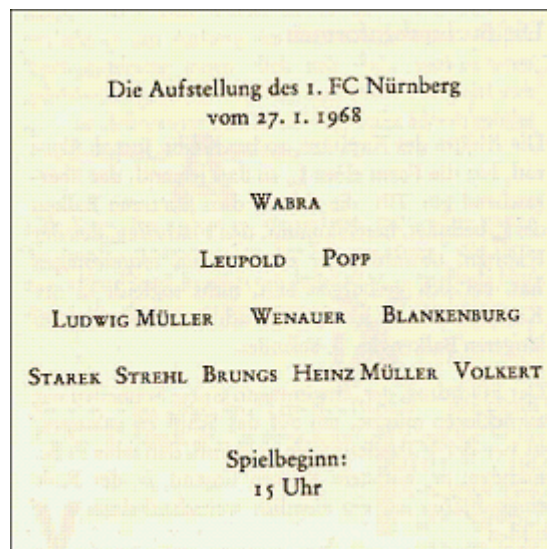 Die Aufstellung des 1. FC Nürnberg
vom 27. 1. 1968
WABRA
LEUPOLD POPP
LUDWIG MÜLLER WENAUER BLANKENBURG
STAREK STREHL BRUNGS HEINZ MÜLLER VOLKERT
Spielbeginn:
15 Uhr